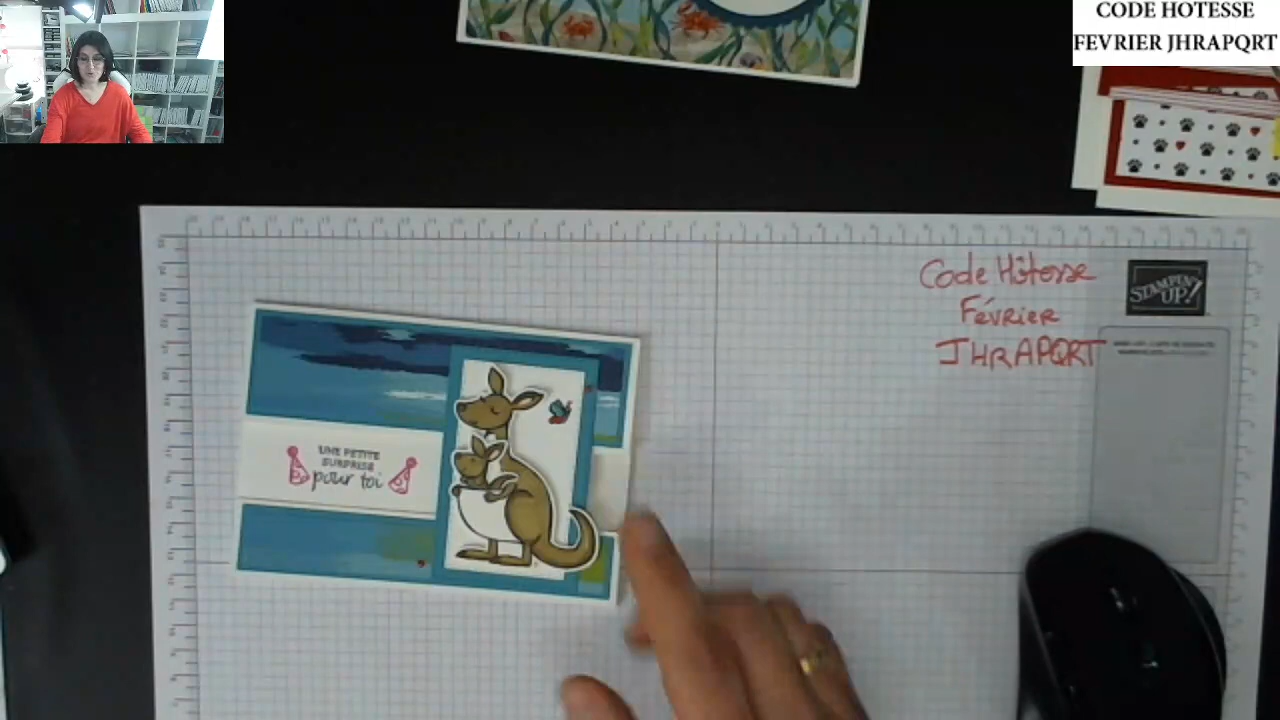 CODE HOTESSE
FEVRIER JHRAPQRT
Code Hôtesse
Février
JHRAPQRT
STAMPIN'
UP!
UNE PETITE
SURPRISE
pour toi